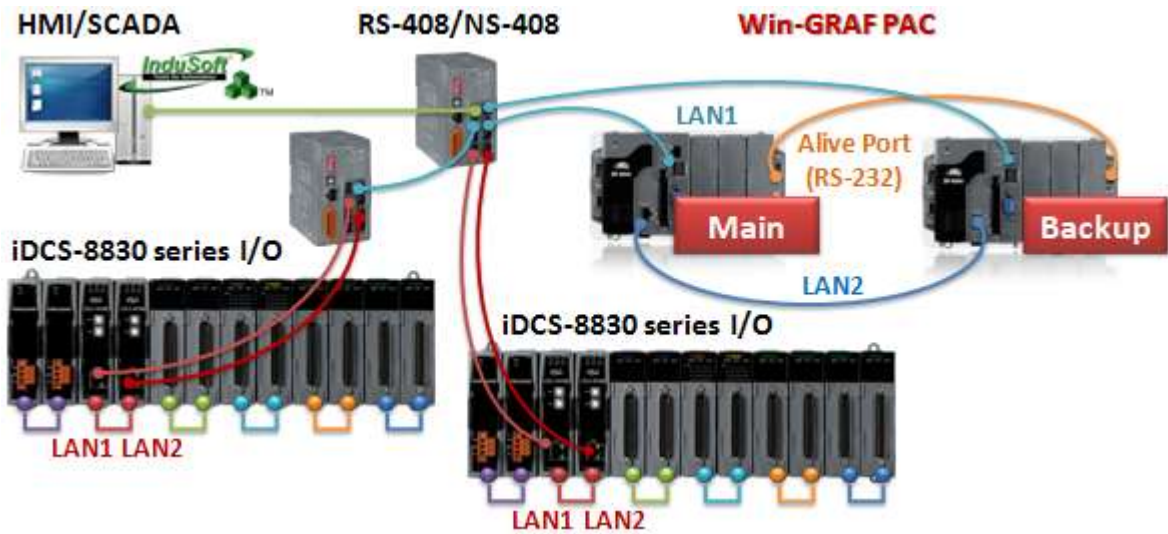 HMI/SCADA
RS-408/NS-408
Win-GRAF PAC
InduSoft
TM
LAN1
Alive Port
(RS-232)
Main
Backup
LAN2
iDCS-8830 series I/O
iDCS-8830 series I/O
LAN1 LAN2
LAN1 LAN2